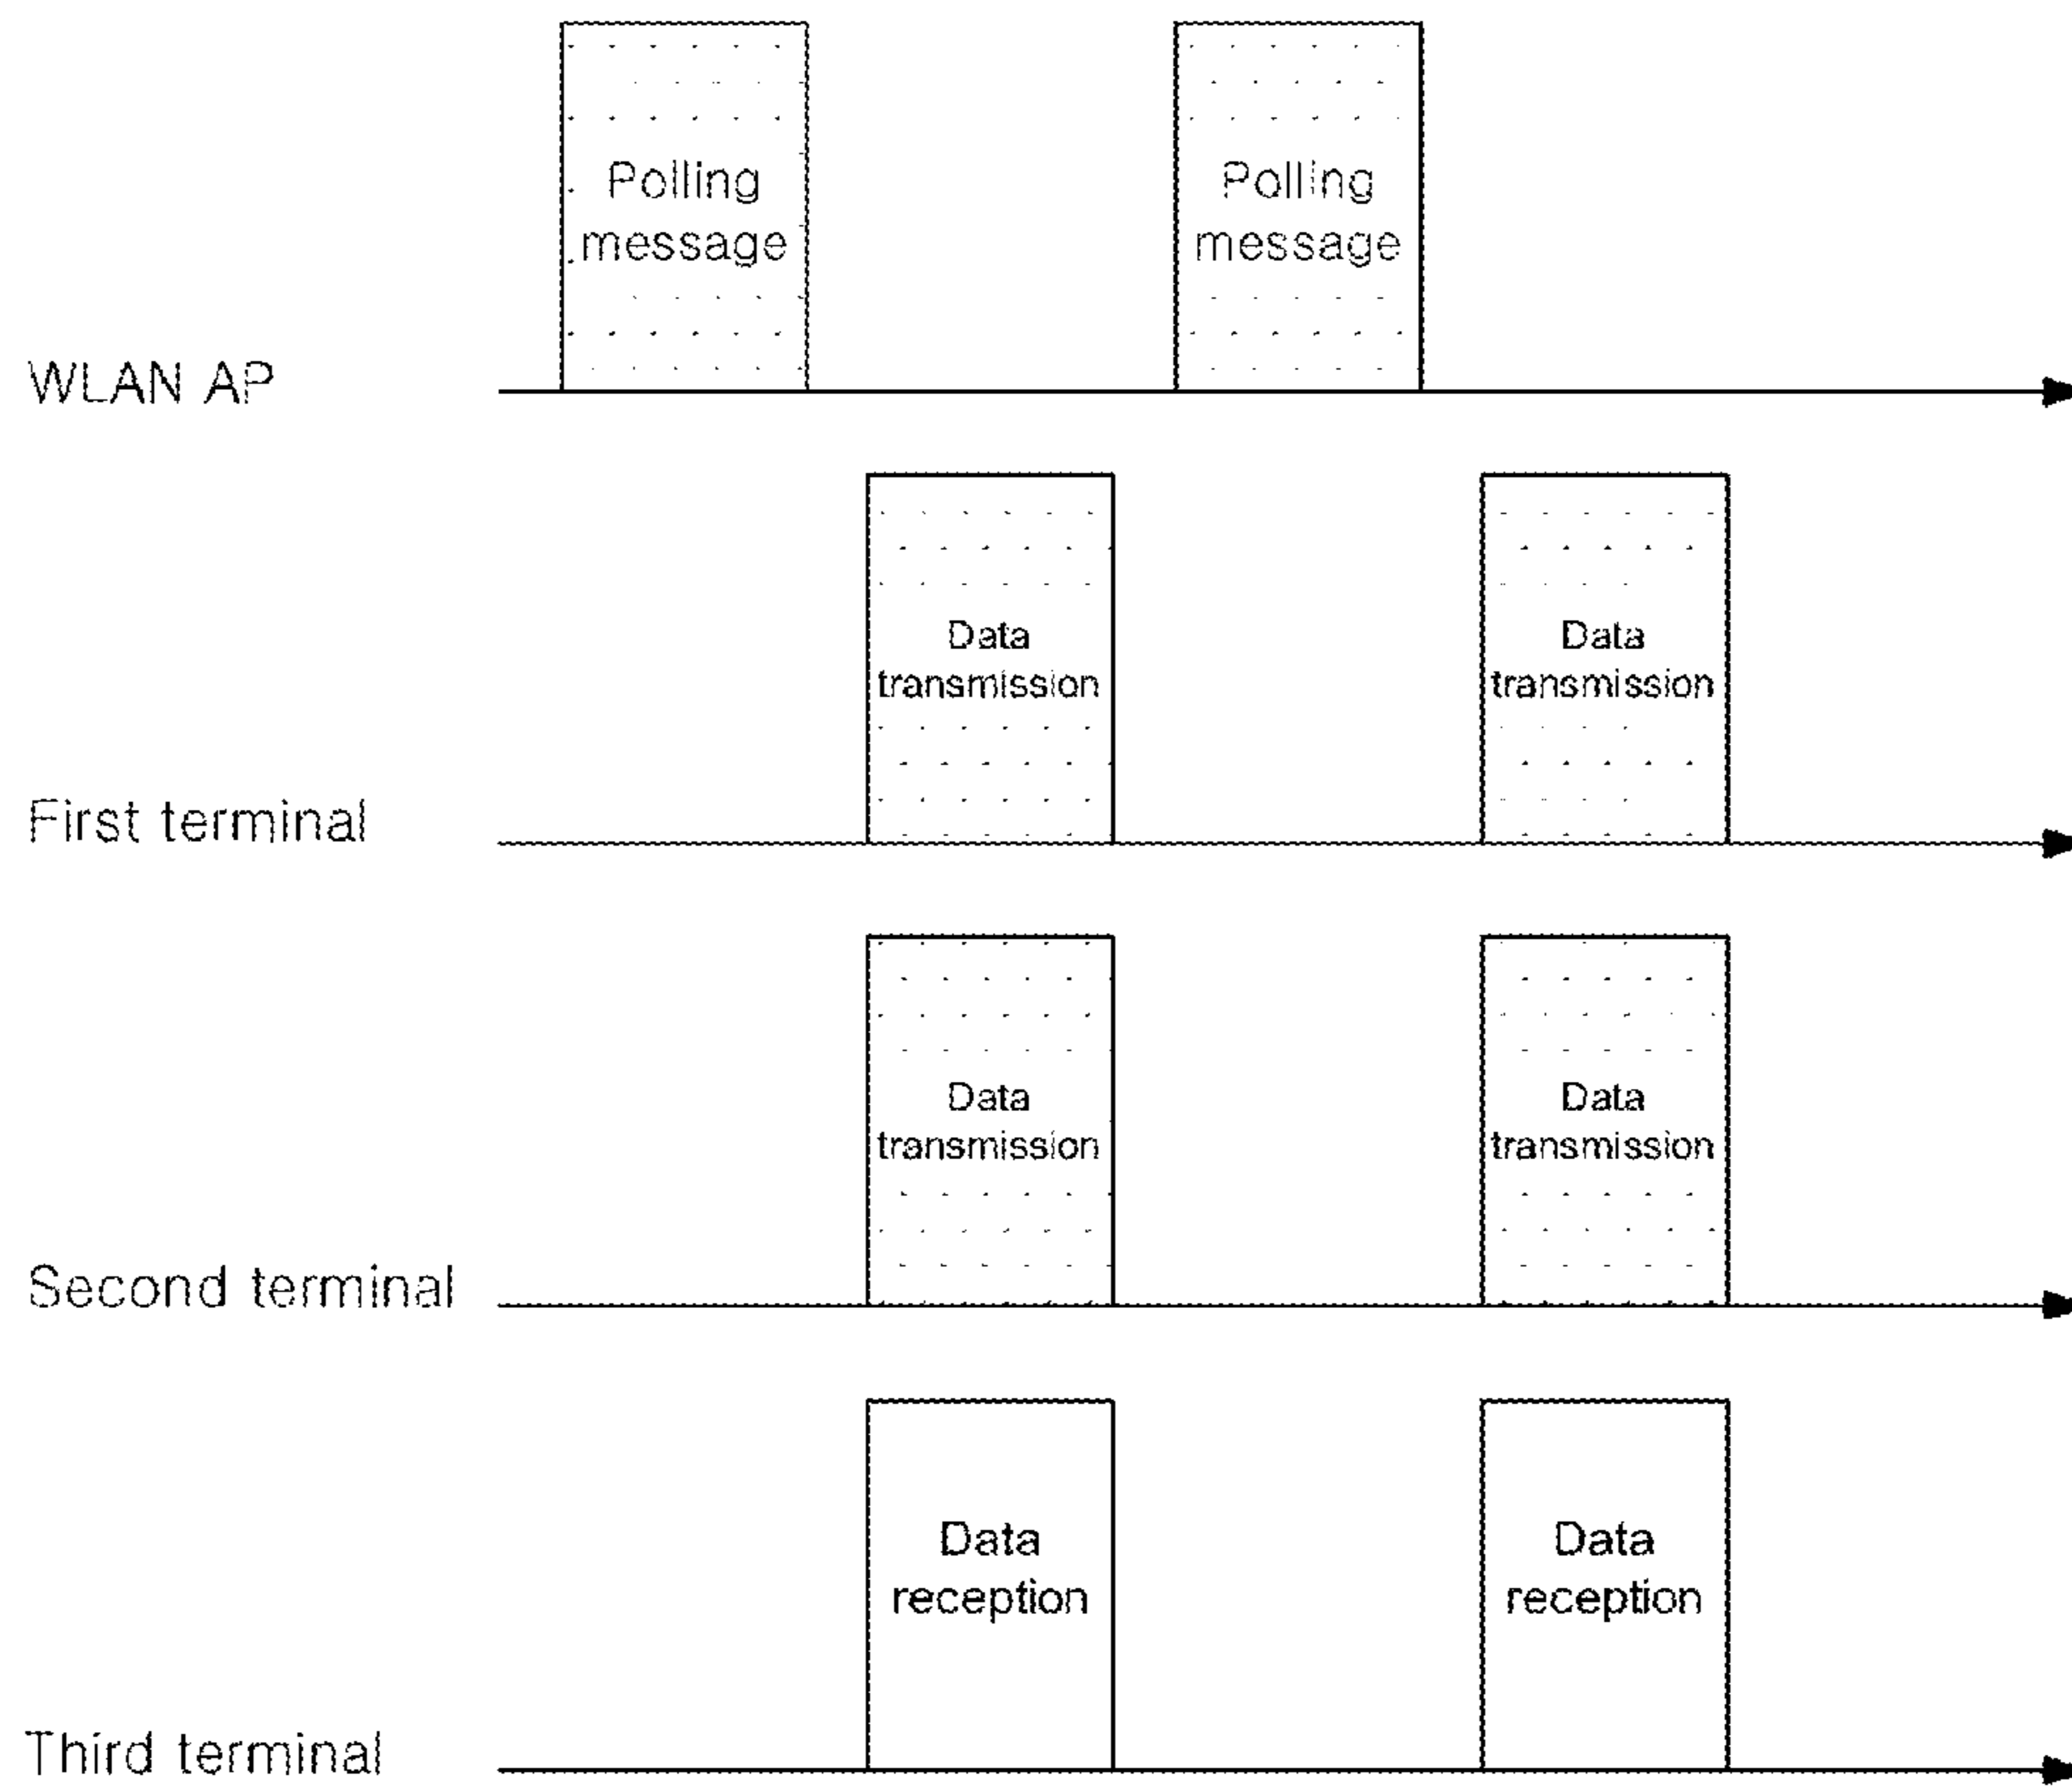 Polling
message
Polling
message
WLAN AP
Data
transmission
Data
transmission
First terminal
Data
transmission
Data
transmission
Second terminal
Data
reception
Data
reception
Third terminal